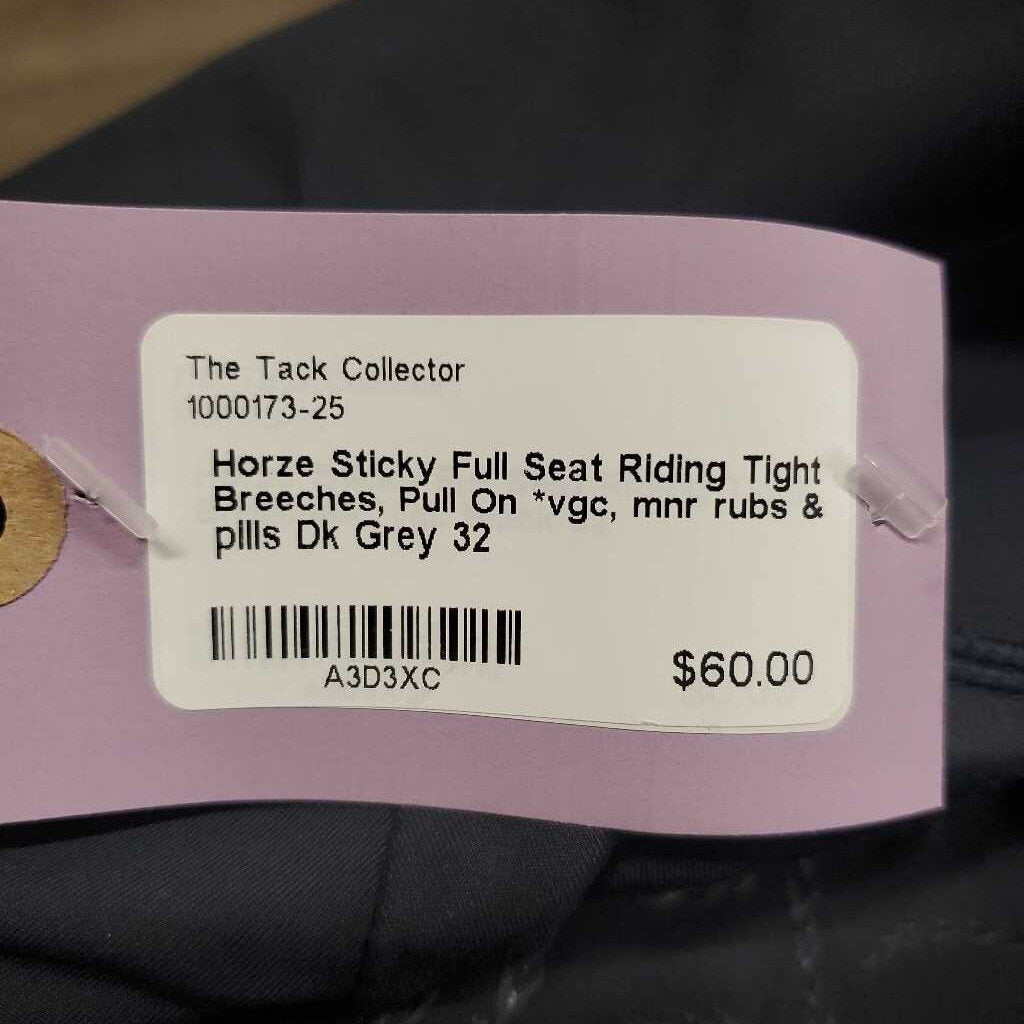 The Tack Collector
1000173-25
Horze Sticky Full Seat Riding Tight
Breeches, Pull On *vgc, mnr rubs &
pills Dk Grey 32
A3D3XC
$60.00